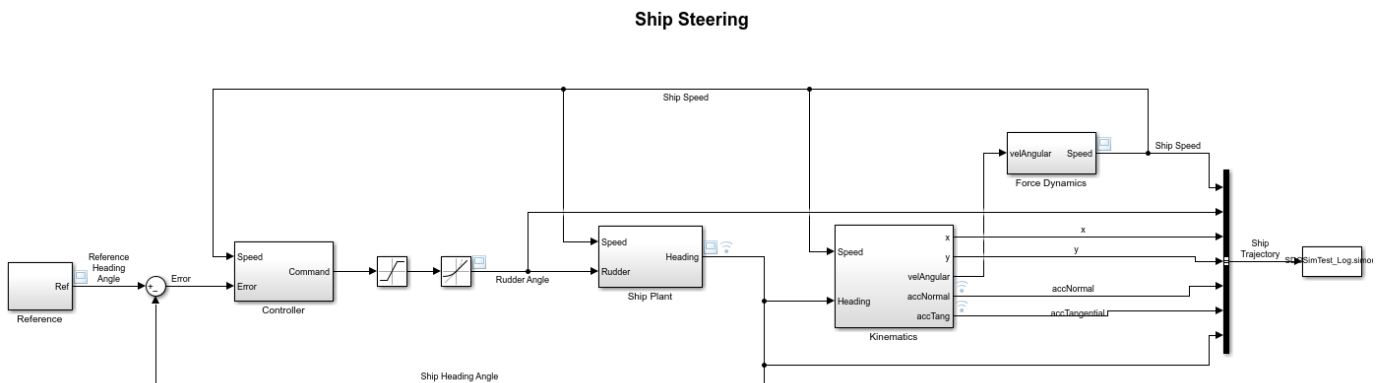 Ship Steering
Ship Speed
velAngular
Speed
Force Dynamics
Ship Speed
Reference
Heading
Angle
Ref
Reference
+
−
Error
Speed
Error
Command
Controller
Rudder Angle
Speed
Rudder
Heading
Ship Plant
Speed
Heading
x
y
velAngular
accNormal
accTang
Kinematics
x
y
accNormal
accTangential
Ship
Trajectory
Ship Heading Angle